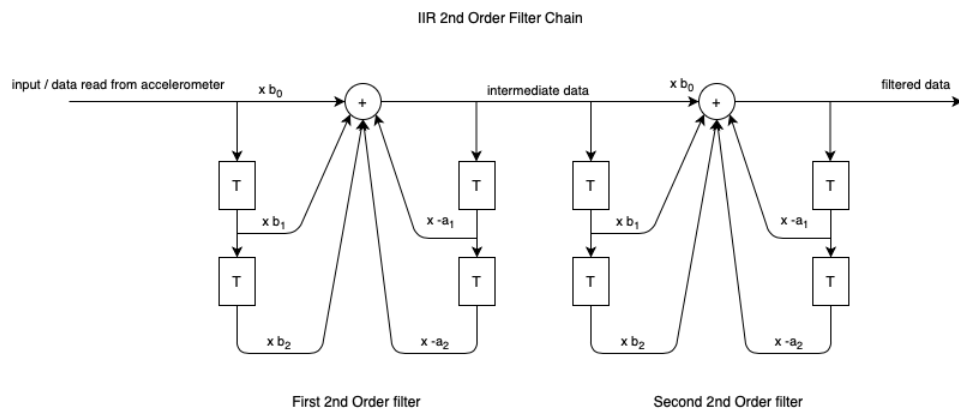 IIR 2nd Order Filter Chain
input / data read from accelerometer
x b0
+
intermediate data
x b0
+
filtered data
T
T
T
T
x b1
x -a1
x b1
x -a1
T
T
T
T
x b2
x -a2
x b2
x -a2
First 2nd Order filter
Second 2nd Order filter